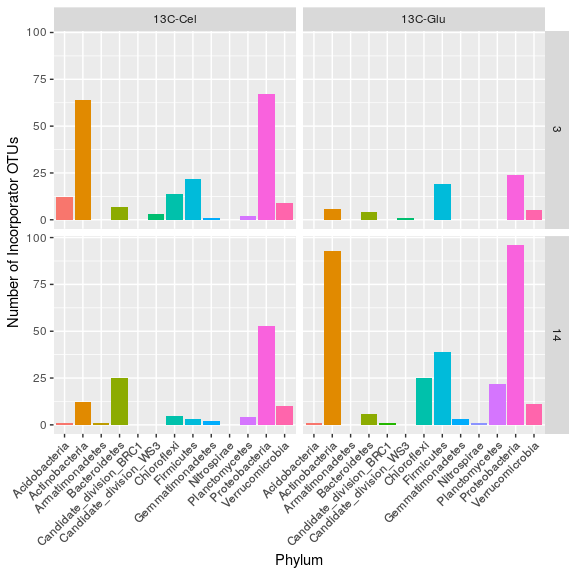 13C-Cel
13C-Glu
100
75
50
25
0
3
100
75
50
25
0
14
Number of Incorporator OTUs
Acidobacteria
Actinobacteria
Armatimonadetes
Bacteroidetes
Candidate_division_BRC1
Candidate_division_WS3
Chloroflexi
Firmicutes
Gemmatimonadetes
Nitrospirae
Planctomycetes
Proteobacteria
Verrucomicrobia
Acidobacteria
Actinobacteria
Armatimonadetes
Bacteroidetes
Candidate_division_BRC1
Candidate_division_WS3
Chloroflexi
Firmicutes
Gemmatimonadetes
Nitrospirae
Planctomycetes
Proteobacteria
Verrucomicrobia
Phylum